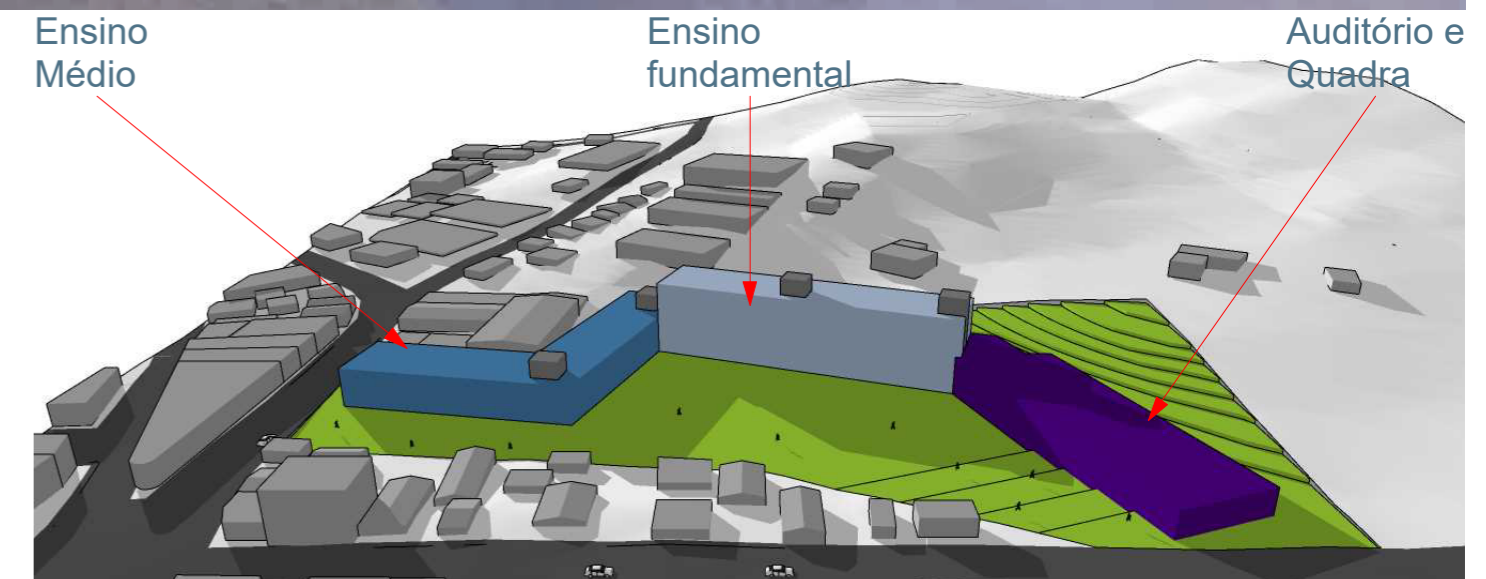 Ensino
Médio
Ensino
fundamental
Auditório e
Quadra